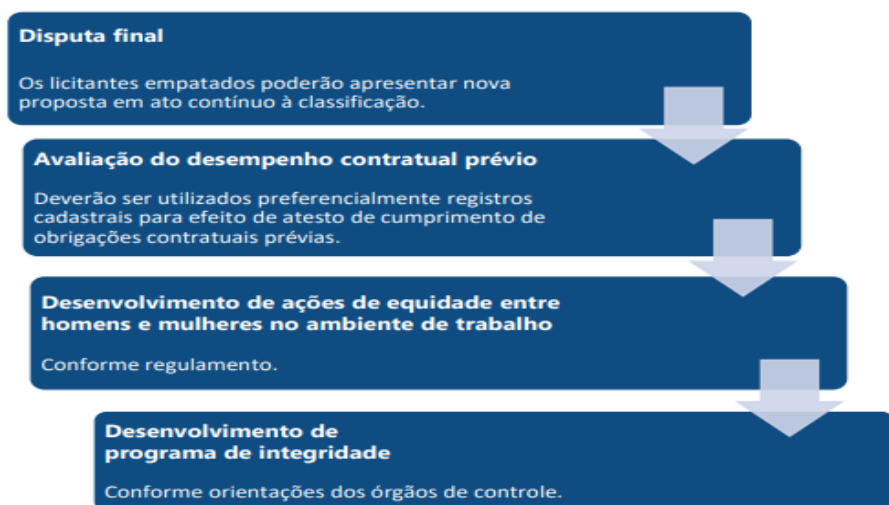 Disputa final
Os licitantes empatados poderão apresentar nova
proposta em ato contínuo à classificação.
Avaliação do desempenho contratual prévio
Deverão ser utilizados preferencialmente registros
cadastrais para efeito de atesto de cumprimento de
obrigações contratuais prévias.
Desenvolvimento de ações de equidade entre
homens e mulheres no ambiente de trabalho
Conforme regulamento.
Desenvolvimento de
programa de integridade
Conforme orientações dos órgãos de controle.